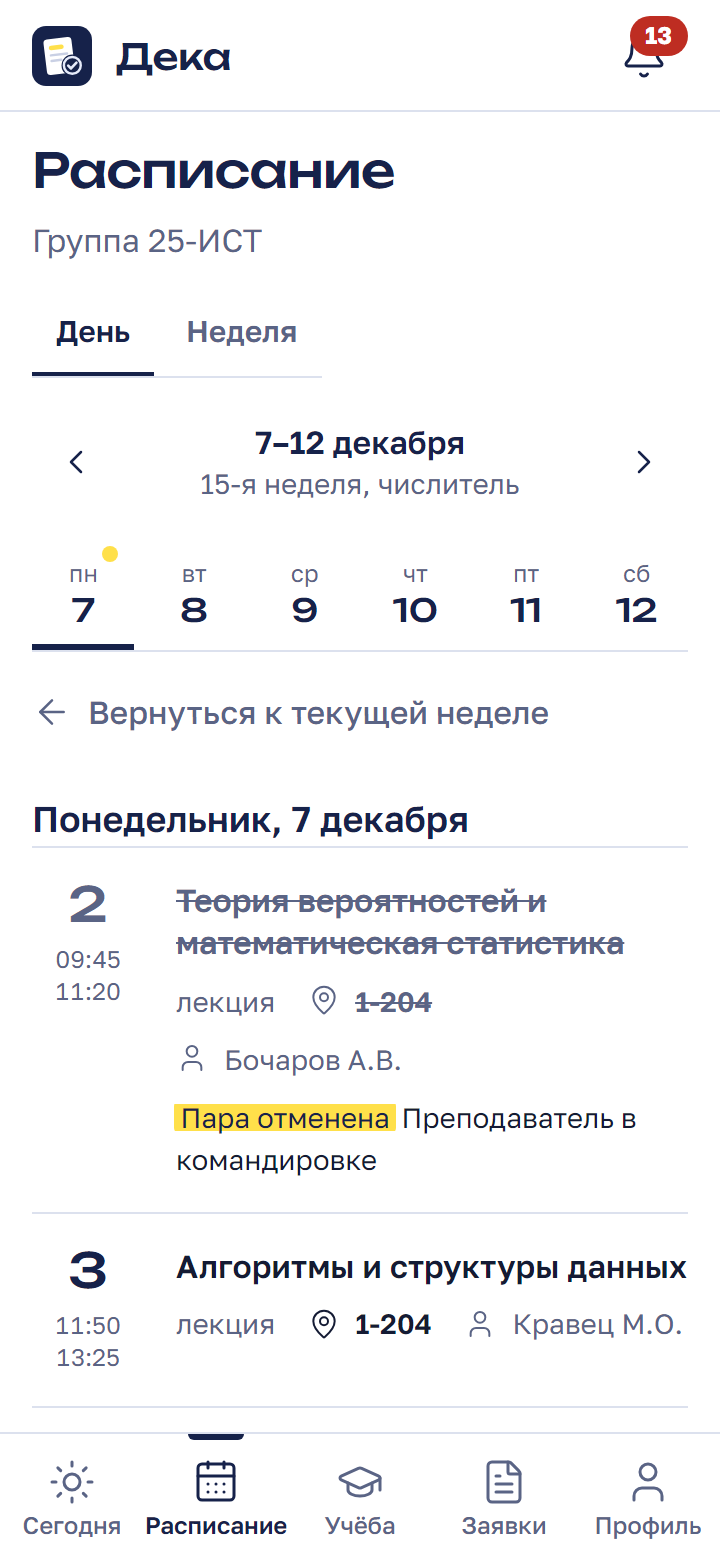 Дека
13
Расписание
Группа 25-ИСТ
День Неделя
7–12 декабря
15-я неделя, числитель
пн вт ср чт пт сб
7 8 9 10 11 12
Вернуться к текущей неделе
Понедельник, 7 декабря
2
09:45
11:20
Теория вероятностей и
математическая статистика
лекция 1-204
Бочаров А.В.
Пара отменена Преподаватель в
командировке
3
11:50
13:25
Алгоритмы и структуры данных
лекция 1-204 Кравец М.О.
Сегодня Расписание Учёба Заявки Профиль